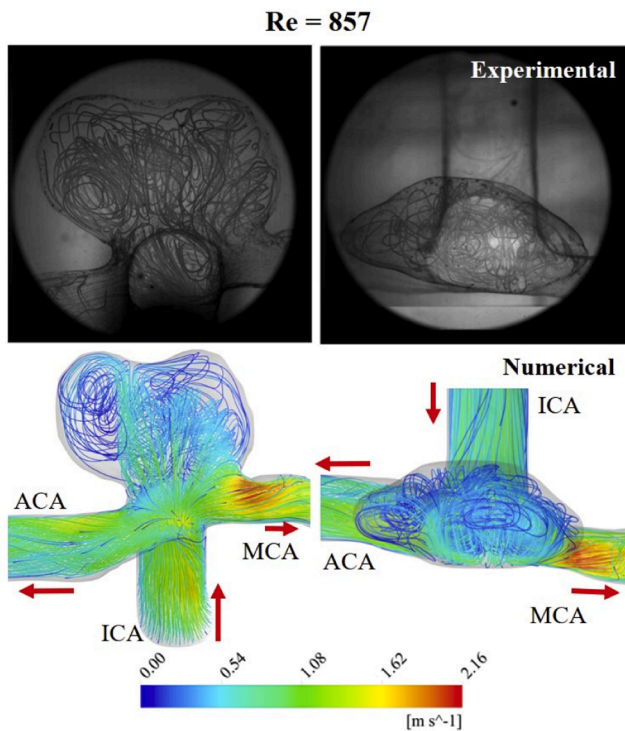 Re = 857
Experimental
Numerical
ICA
ACA
MCA
ICA
ACA
MCA
0.00
0.54
1.08
1.62
2.16
[m s^-1]